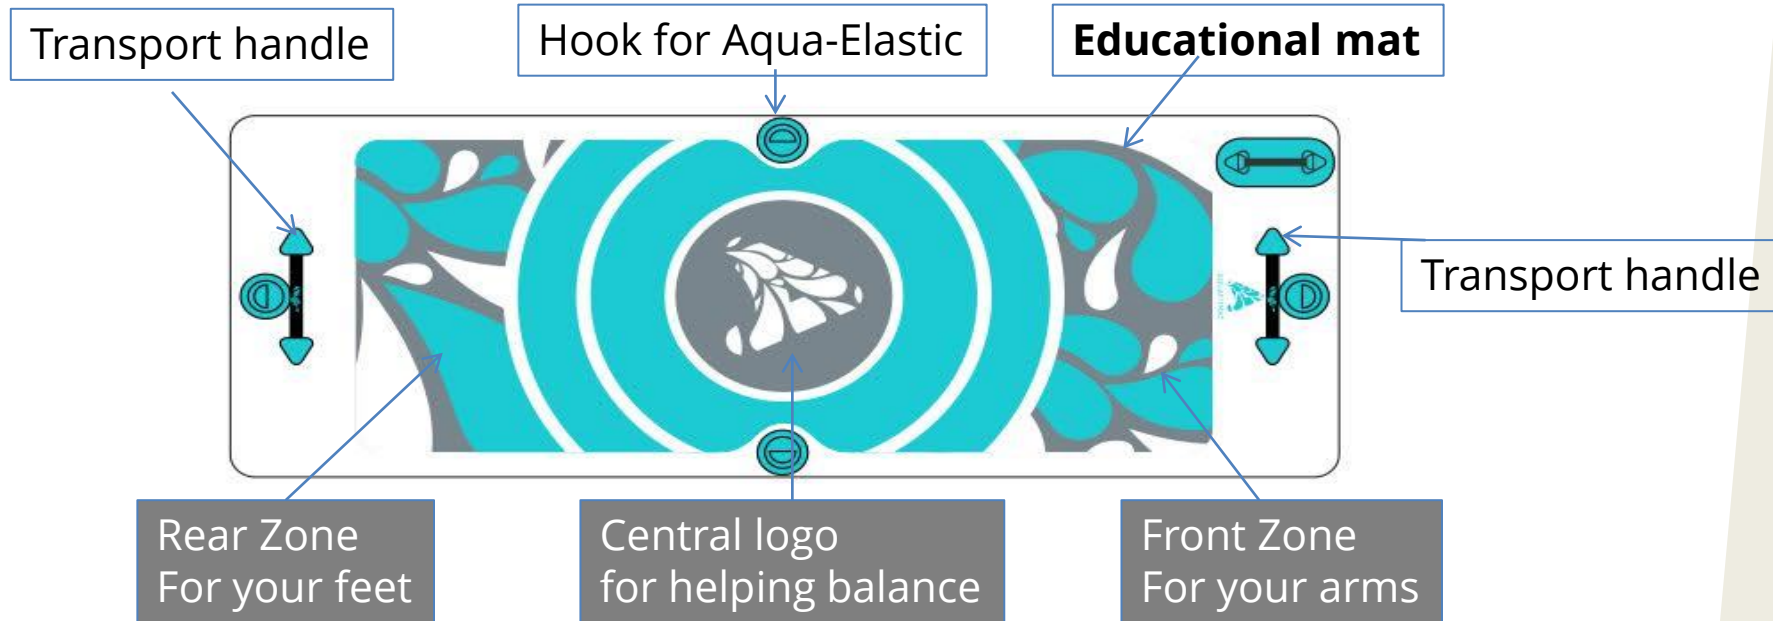 Transport handle
Hook for Aqua-Elastic
Educational mat
Transport handle
Rear Zone
For your feet
Central logo
for helping balance
Front Zone
For your arms